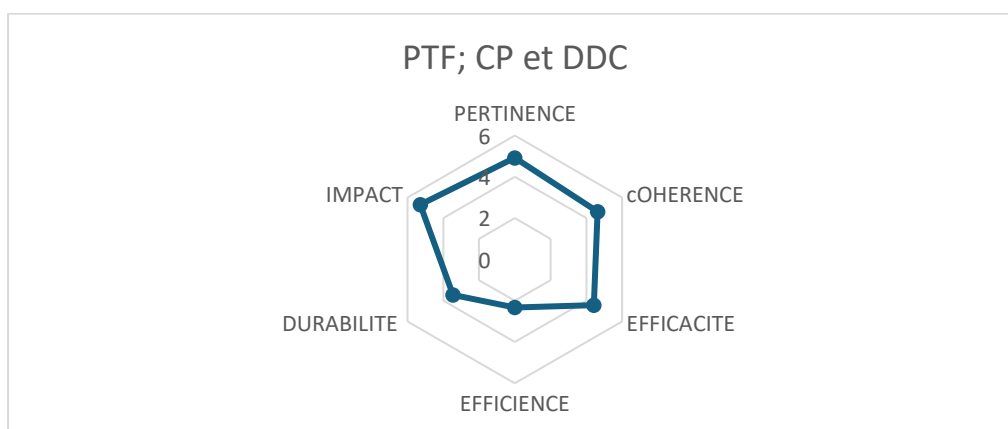 PTF; CP et DDC
PERTINENCE
6
4
2
0
IMPACT
cOHERENCE
DURABILITE
EFFICACITE
EFFICIENCE